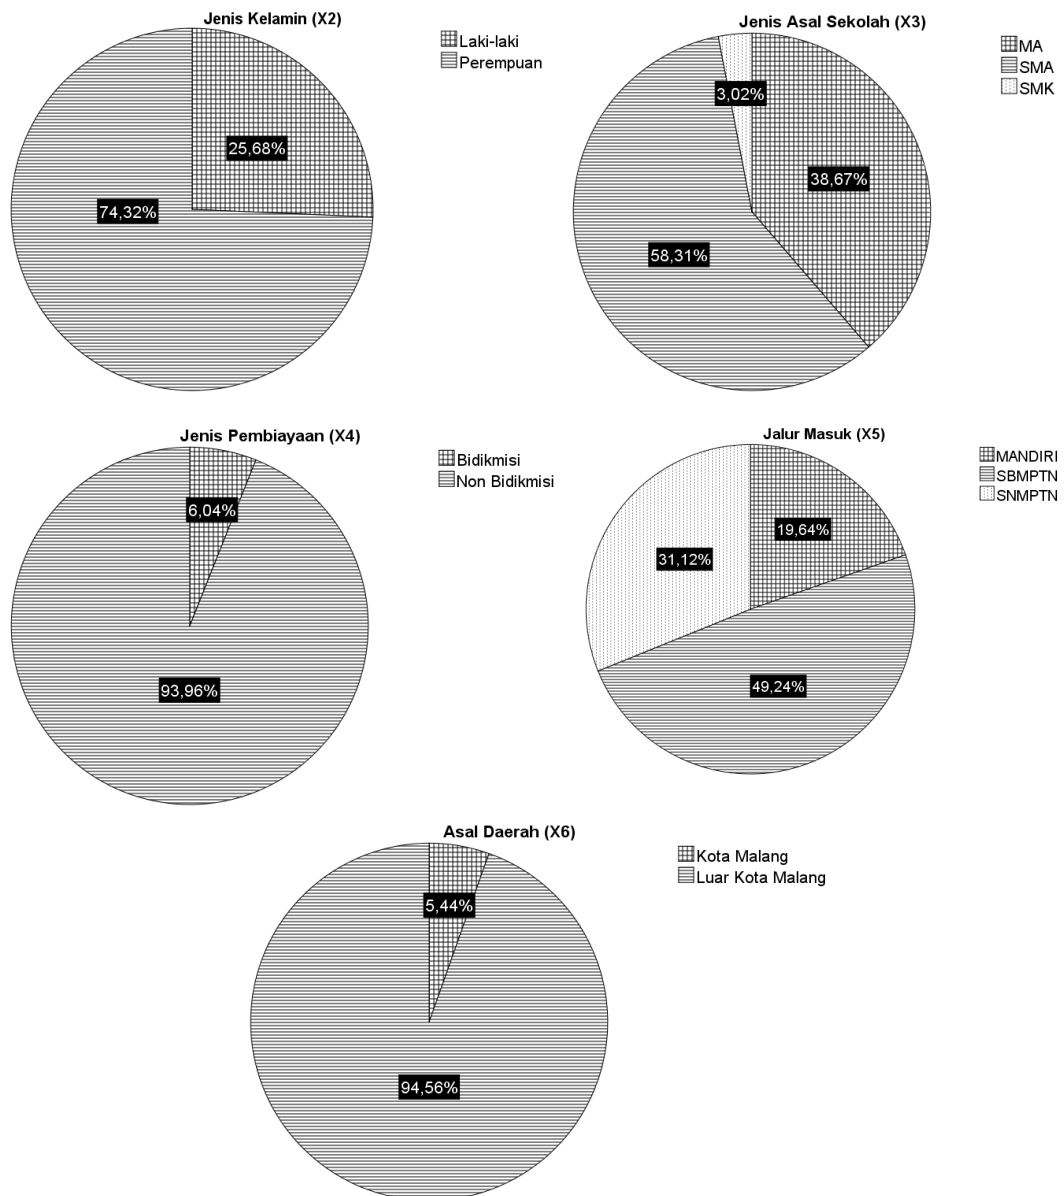 Jenis Kelamin (X2)
Laki-laki
Perempuan
25,68%
74,32%
Jenis Asal Sekolah (X3)
MA
SMA
SMK
3,02%
38,67%
58,31%
Jenis Pembiayaan (X4)
Bidikmisi
Non Bidikmisi
6,04%
93,96%
Jalur Masuk (X5)
MANDIRI
SBMPTN
SNMPTN
19,64%
31,12%
49,24%
Asal Daerah (X6)
Kota Malang
Luar Kota Malang
5,44%
94,56%